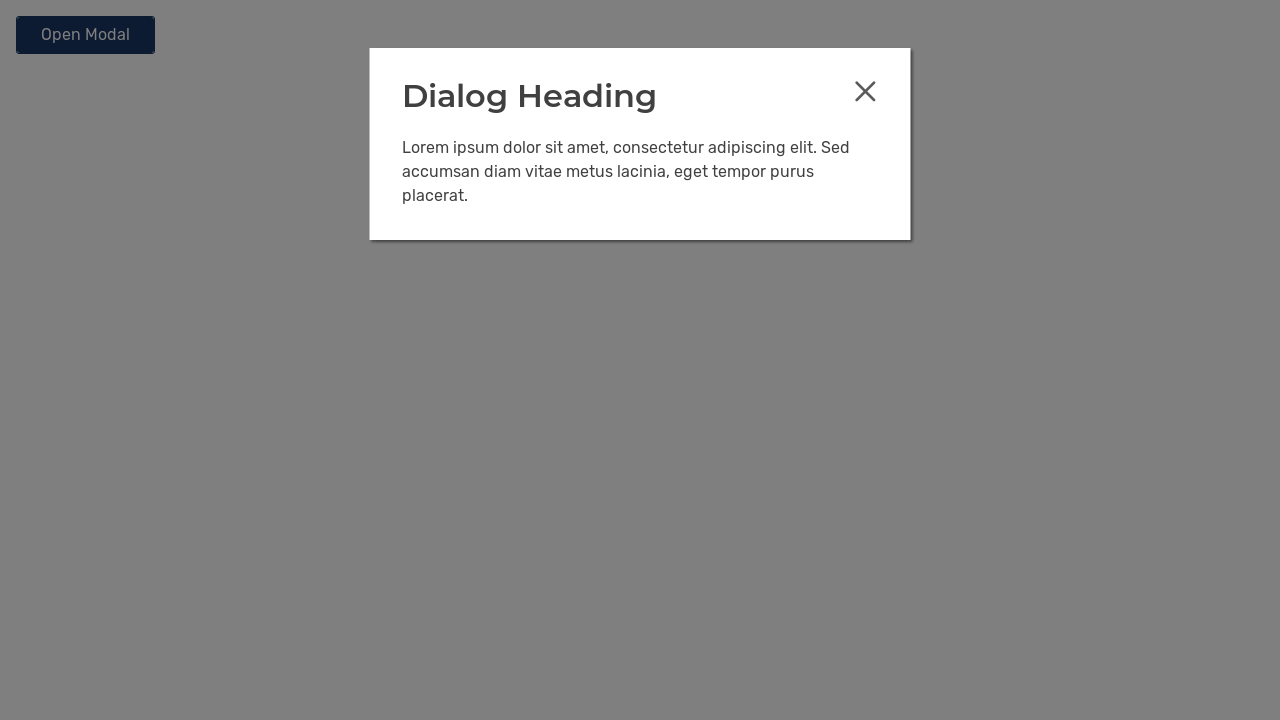 Open Modal
Dialog Heading
Lorem ipsum dolor sit amet, consectetur adipiscing elit. Sed
accumsan diam vitae metus lacinia, eget tempor purus
placerat.